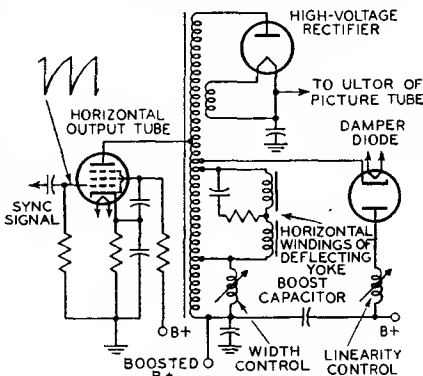 HIGH-VOLTAGE
RECTIFIER
TO ULTOR OF
PICTURE TUBE
HORIZONTAL
OUTPUT TUBE
DAMPER
DIODE
SYNC
SIGNAL
HORIZONTAL
WINDINGS OF
DEFLECTING
YOKE
BOOST
CAPACITOR
B+
B+
BOOSTED
B+
WIDTH
CONTROL
LINEARITY
CONTROL